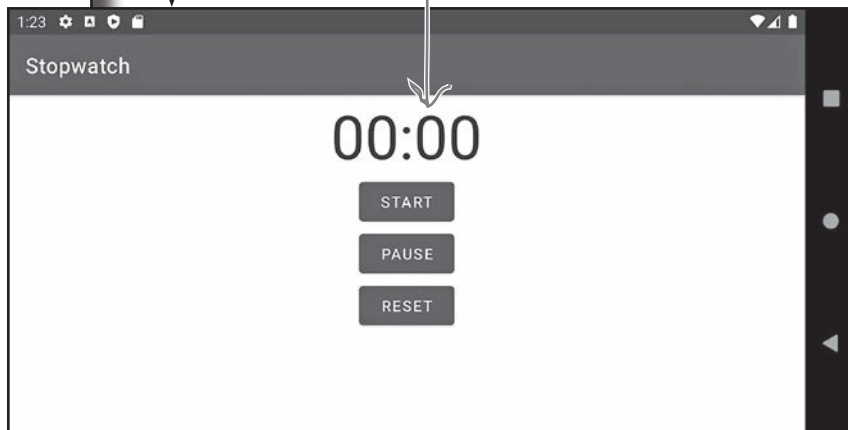 1:23
Stopwatch
00:00
START
PAUSE
RESET